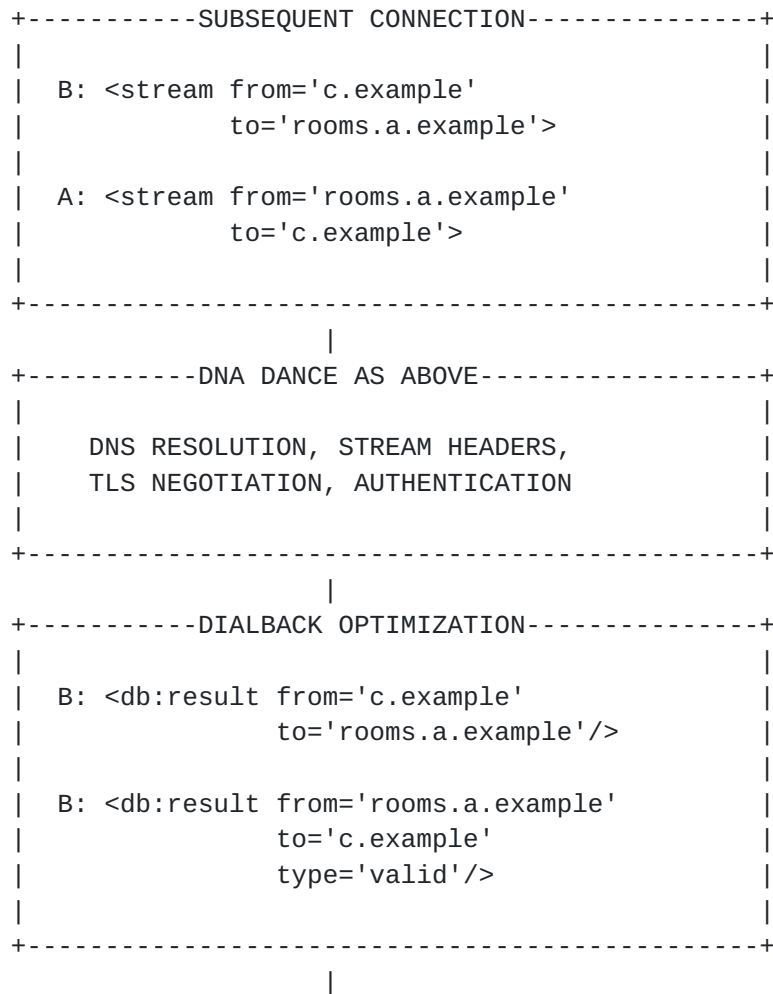 +-----------SUBSEQUENT CONNECTION---------------+
|                                               |
|  B: <stream from='c.example'                  |
|             to='rooms.a.example'>             |
|                                               |
|  A: <stream from='rooms.a.example'            |
|             to='c.example'>                   |
|                                               |
+-----------------------------------------------+
                    |
+-----------DNA DANCE AS ABOVE------------------+
|                                               |
|    DNS RESOLUTION, STREAM HEADERS,            |
|    TLS NEGOTIATION, AUTHENTICATION            |
|                                               |
+-----------------------------------------------+
                    |
+-----------DIALBACK OPTIMIZATION---------------+
|                                               |
|  B: <db:result from='c.example'               |
|                to='rooms.a.example'/>         |
|                                               |
|  B: <db:result from='rooms.a.example'         |
|                to='c.example'                 |
|                type='valid'/>                 |
|                                               |
+-----------------------------------------------+
                    |